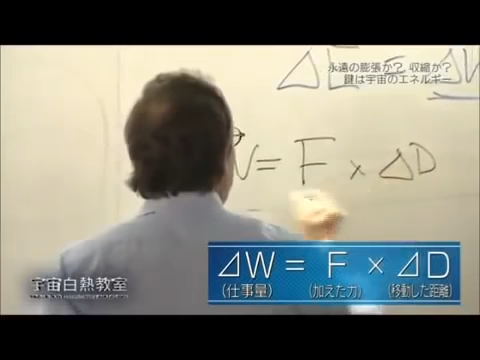 永遠の膨張か？ 収縮か？
鍵は宇宙のエネルギー
ΔE = ΔW
W = F × ΔD
⊿W = F × ⊿D
(仕事量) (加えた力) (移動した距離)
宇宙白熱教室